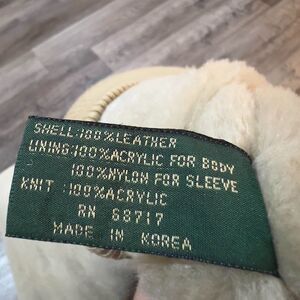 SHELL:100%LEATHER
LINING:100%ACRYLIC FOR BODY
100%NYLON FOR SLEEVE
KNIT :100%ACRYLIC
RN 68717
MADE IN KOREA